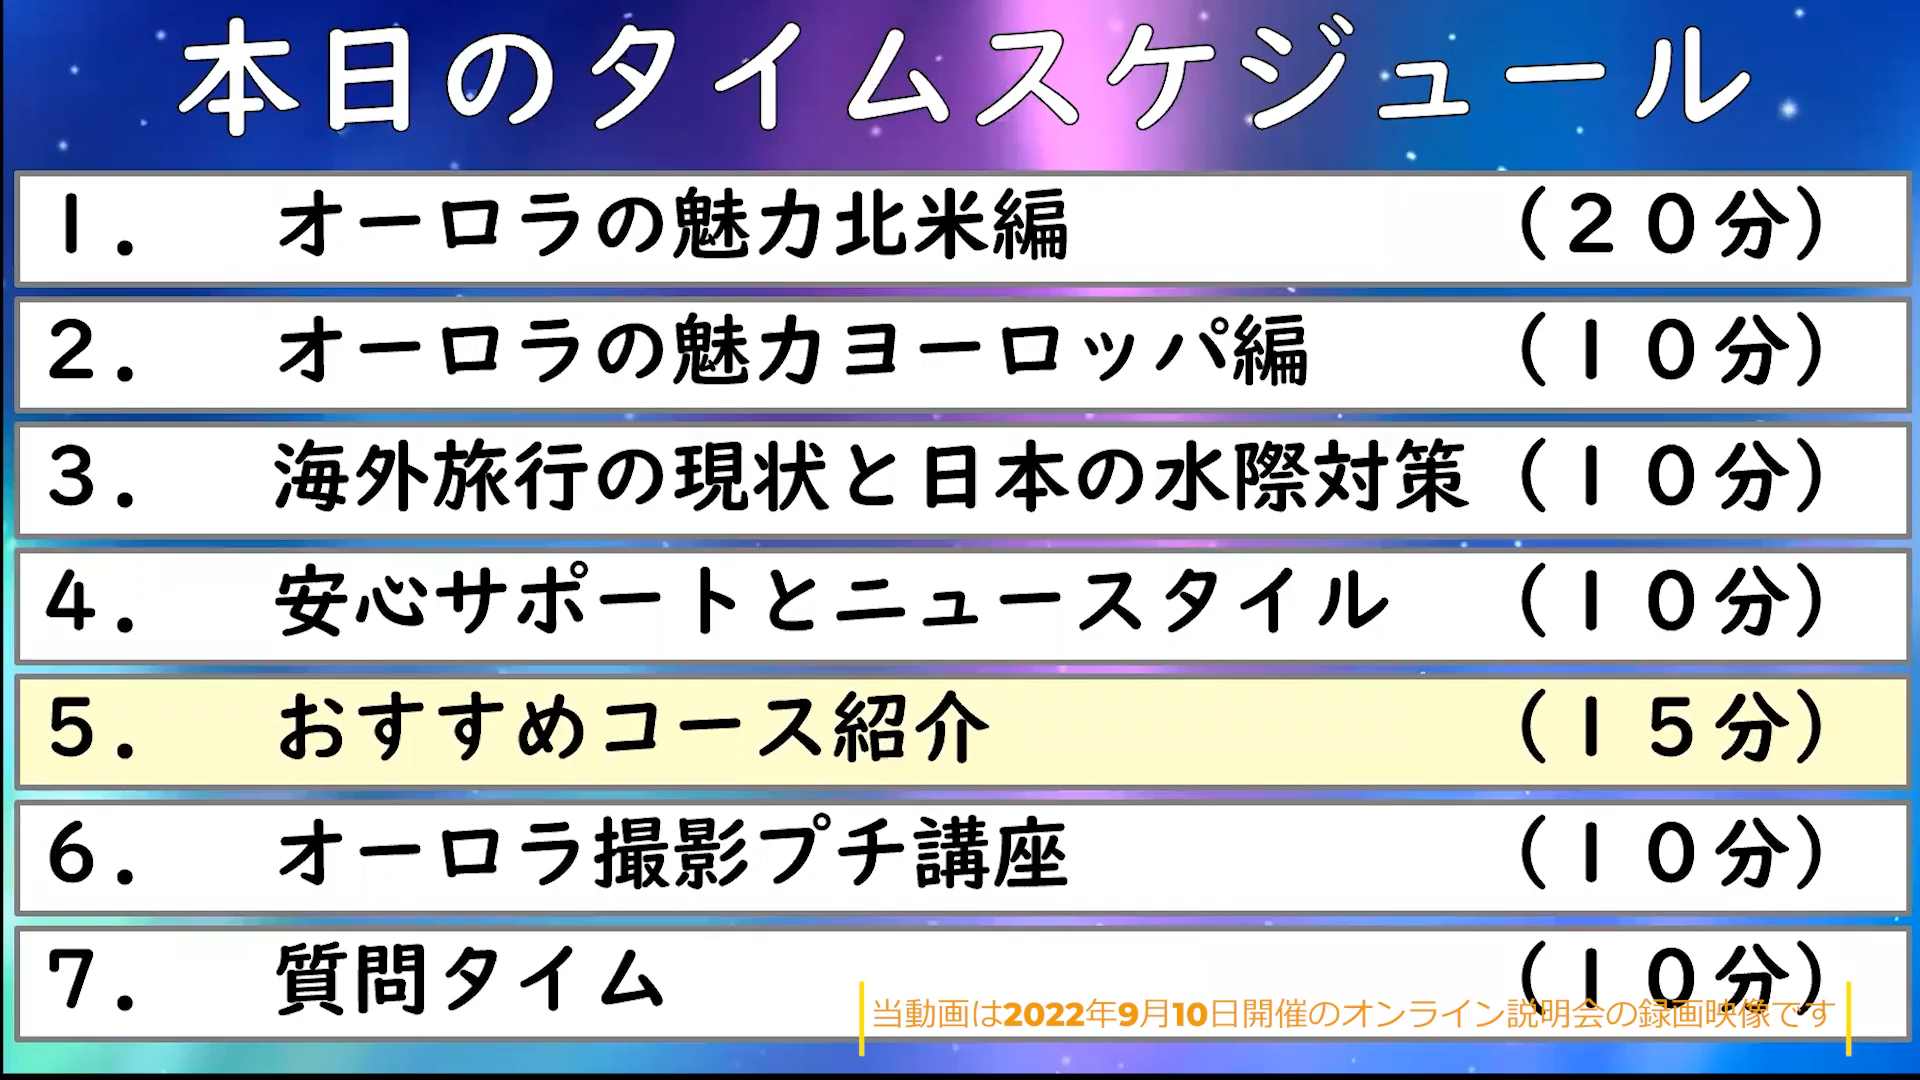 本日のタイムスケジュール
1． オーロラの魅力北米編 （２０分）
２． オーロラの魅力ヨーロッパ編 （１０分）
３． 海外旅行の現状と日本の水際対策 （１０分）
４． 安心サポートとニュースタイル （１０分）
５． おすすめコース紹介 （１５分）
６． オーロラ撮影プチ講座 （１０分）
７． 質問タイム （１０分）
当動画は2022年9月10日開催のオンライン説明会の録画映像です